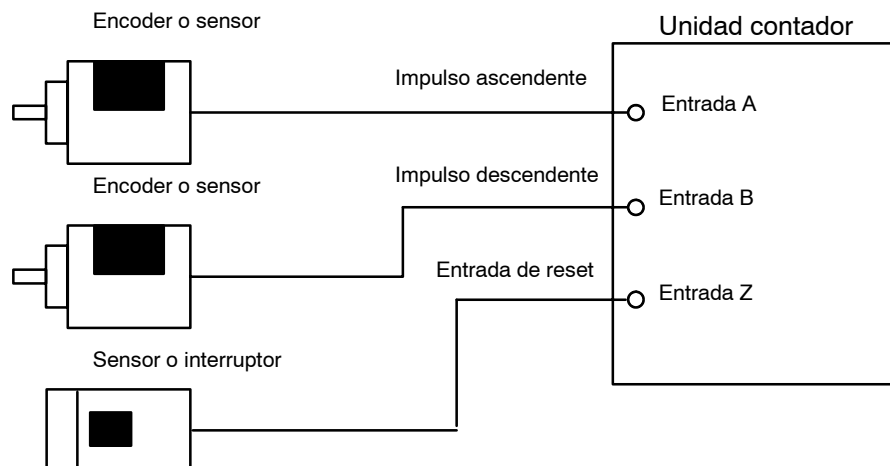 Encoder o sensor
Unidad contador
Impulso ascendente
Entrada A
Encoder o sensor
Impulso descendente
Entrada B
Entrada de reset
Entrada Z
Sensor o interruptor